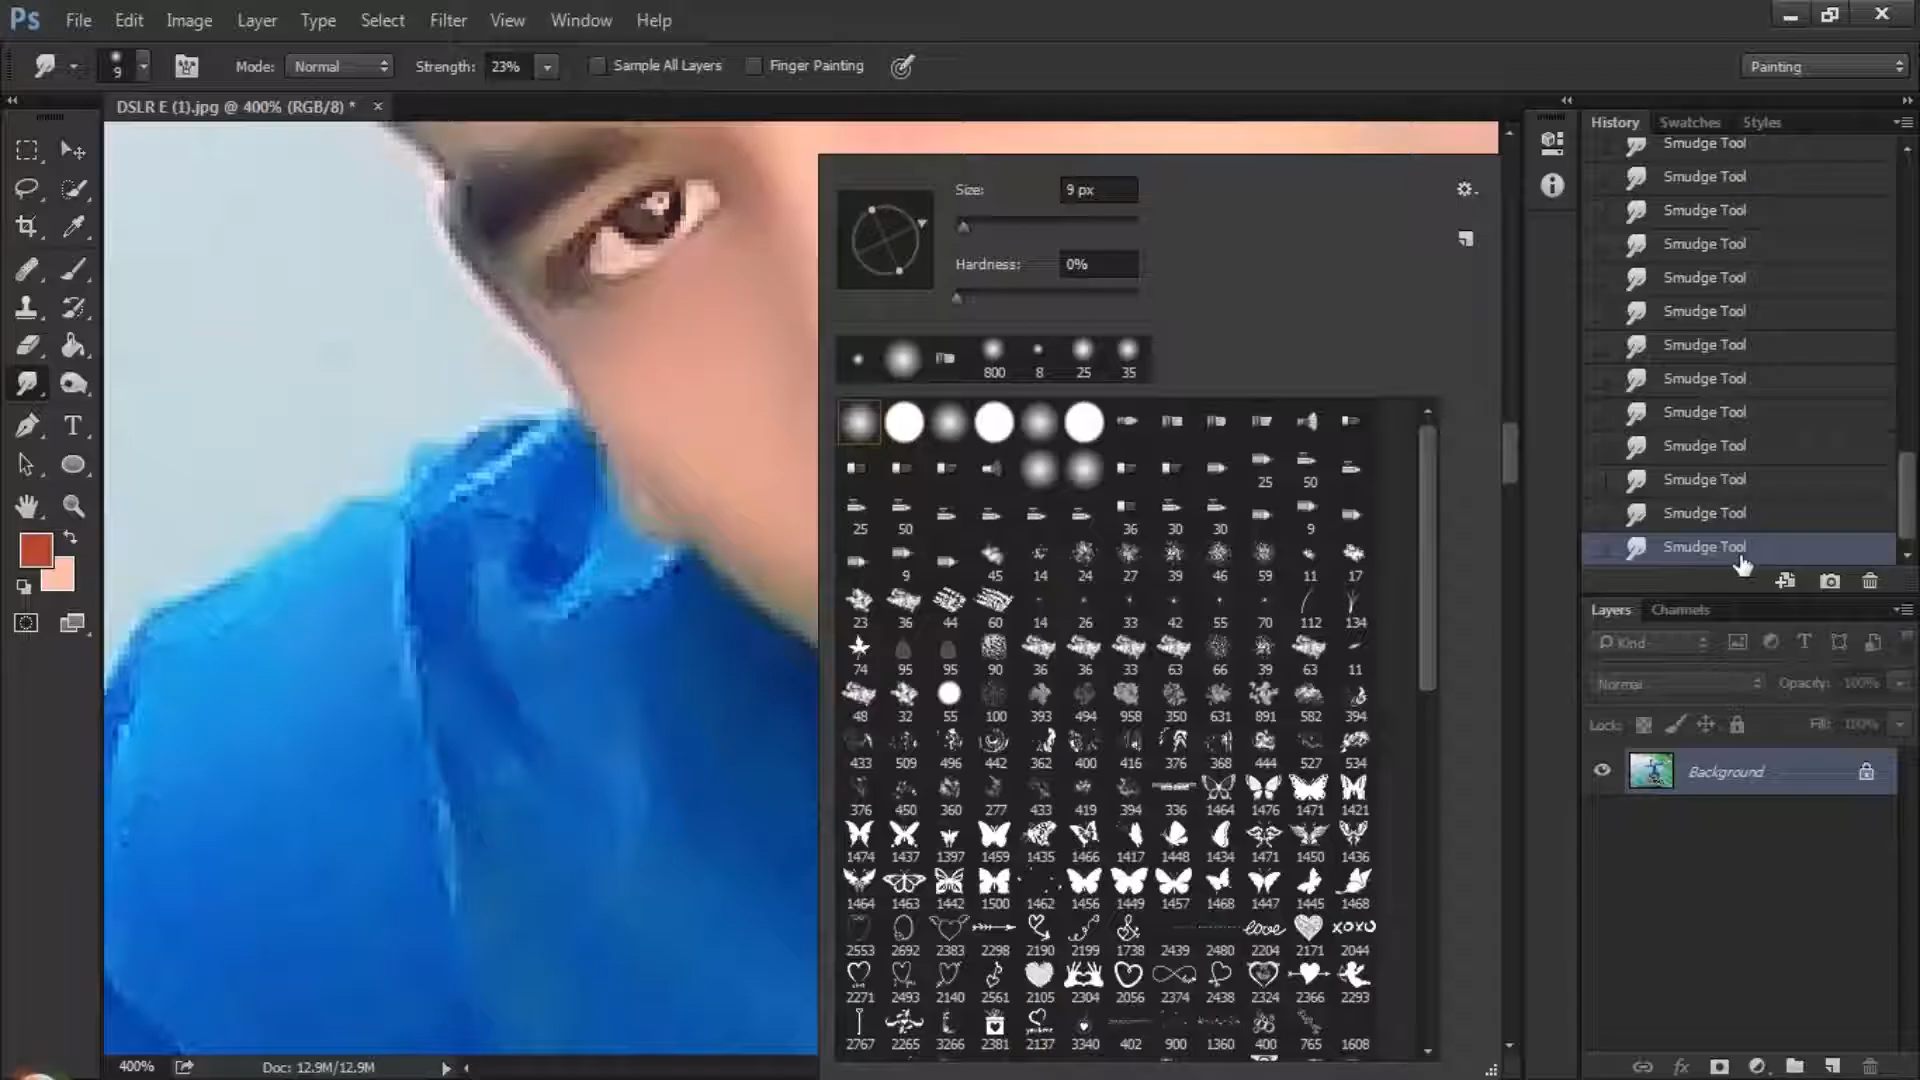 Ps File Edit Image Layer Type Select Filter View Window Help
9 Mode: Normal Strength: 23% Sample All Layers Finger Painting Painting
DSLR E (1).jpg @ 400% (RGB/8) * ×
Size: 9 px
Hardness: 0%
800 8 25 35
25 50
25 50 36 30 30 9
9 45 14 24 27 39 46 59 11 17
23 36 44 60 14 26 33 42 55 70 112 134
74 95 95 90 36 36 33 63 66 39 63 11
48 32 55 100 393 494 958 350 631 891 582 394
433 509 496 442 362 400 416 376 368 444 527 534
376 450 360 277 433 419 394 336 1464 1476 1471 1421
1474 1437 1397 1459 1435 1466 1417 1448 1434 1471 1450 1436
1464 1463 1442 1500 1462 1456 1449 1457 1468 1447 1445 1468
love XOXO
2553 2692 2383 2298 2190 2199 1738 2439 2480 2204 2171 2044
2271 2493 2140 2561 2105 2304 2056 2374 2438 2324 2366 2293
2767 2265 3266 2381 2137 3340 402 900 1360 400 765 1608
History Swatches Styles
Smudge Tool
Smudge Tool
Smudge Tool
Smudge Tool
Smudge Tool
Smudge Tool
Smudge Tool
Smudge Tool
Smudge Tool
Smudge Tool
Smudge Tool
Smudge Tool
Smudge Tool
Layers Channels
Kind
Normal Opacity: 100%
Lock: Fill: 100%
Background
fx
T
400% Doc: 12.9M/12.9M